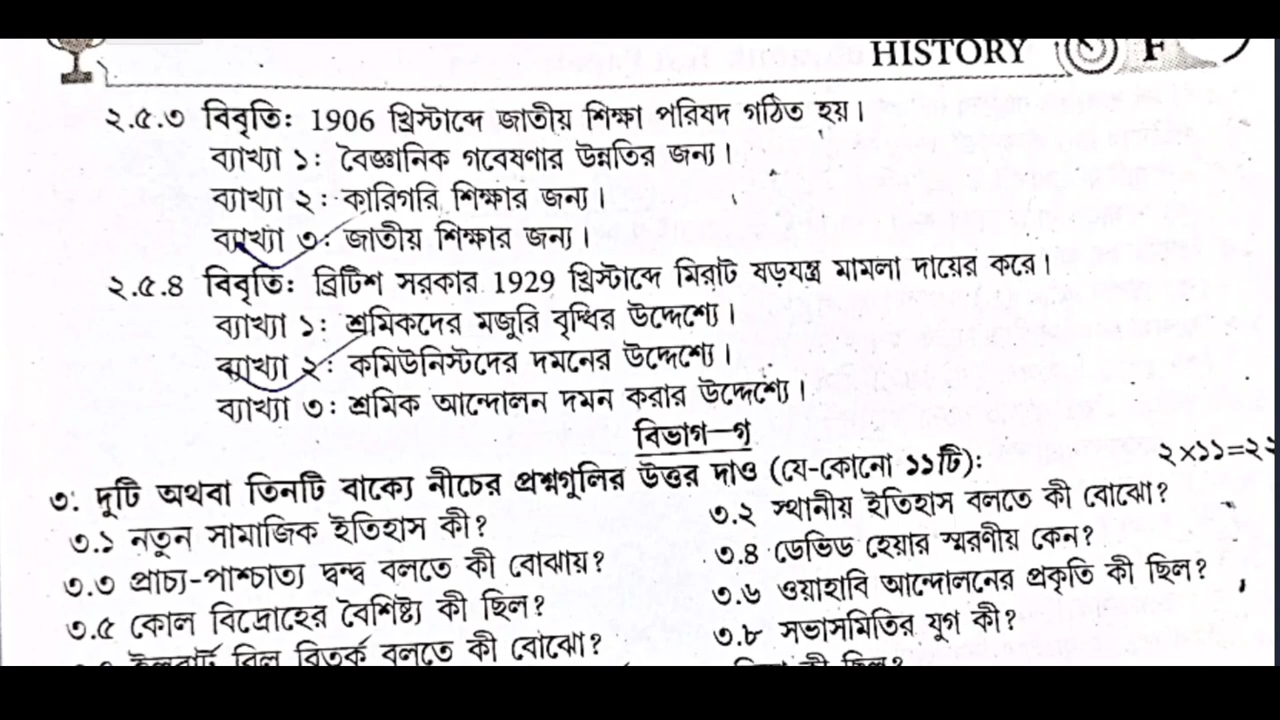 HISTORY F
২.৫.৩ বিবৃতি: 1906 খ্রিস্টাব্দে জাতীয় শিক্ষা পরিষদ গঠিত হয়।
ব্যাখ্যা ১: বৈজ্ঞানিক গবেষণার উন্নতির জন্য।
ব্যাখ্যা ২: কারিগরি শিক্ষার জন্য।
ব্যাখ্যা ৩: জাতীয় শিক্ষার জন্য।
২.৫.৪ বিবৃতি: ব্রিটিশ সরকার 1929 খ্রিস্টাব্দে মিরাট ষড়যন্ত্র মামলা দায়ের করে।
ব্যাখ্যা ১: শ্রমিকদের মজুরি বৃদ্ধির উদ্দেশ্যে।
ব্যাখ্যা ২: কমিউনিস্টদের দমনের উদ্দেশ্যে।
ব্যাখ্যা ৩: শ্রমিক আন্দোলন দমন করার উদ্দেশ্যে।
বিভাগ—গ
৩: দুটি অথবা তিনটি বাক্যে নীচের প্রশ্নগুলির উত্তর দাও (যে-কোনো ১১টি): ২×১১=২২
৩.১ নতুন সামাজিক ইতিহাস কী? ৩.২ স্থানীয় ইতিহাস বলতে কী বোঝো?
৩.৩ প্রাচ্য-পাশ্চাত্য দ্বন্দ্ব বলতে কী বোঝায়? ৩.৪ ডেভিড হেয়ার স্মরণীয় কেন?
৩.৫ কোল বিদ্রোহের বৈশিষ্ট্য কী ছিল? ৩.৬ ওয়াহাবি আন্দোলনের প্রকৃতি কী ছিল?
ইলবার্ট বিল বিতর্ক বলতে কী বোঝো? ৩.৮ সভাসমিতির যুগ কী?
কী ছিল?